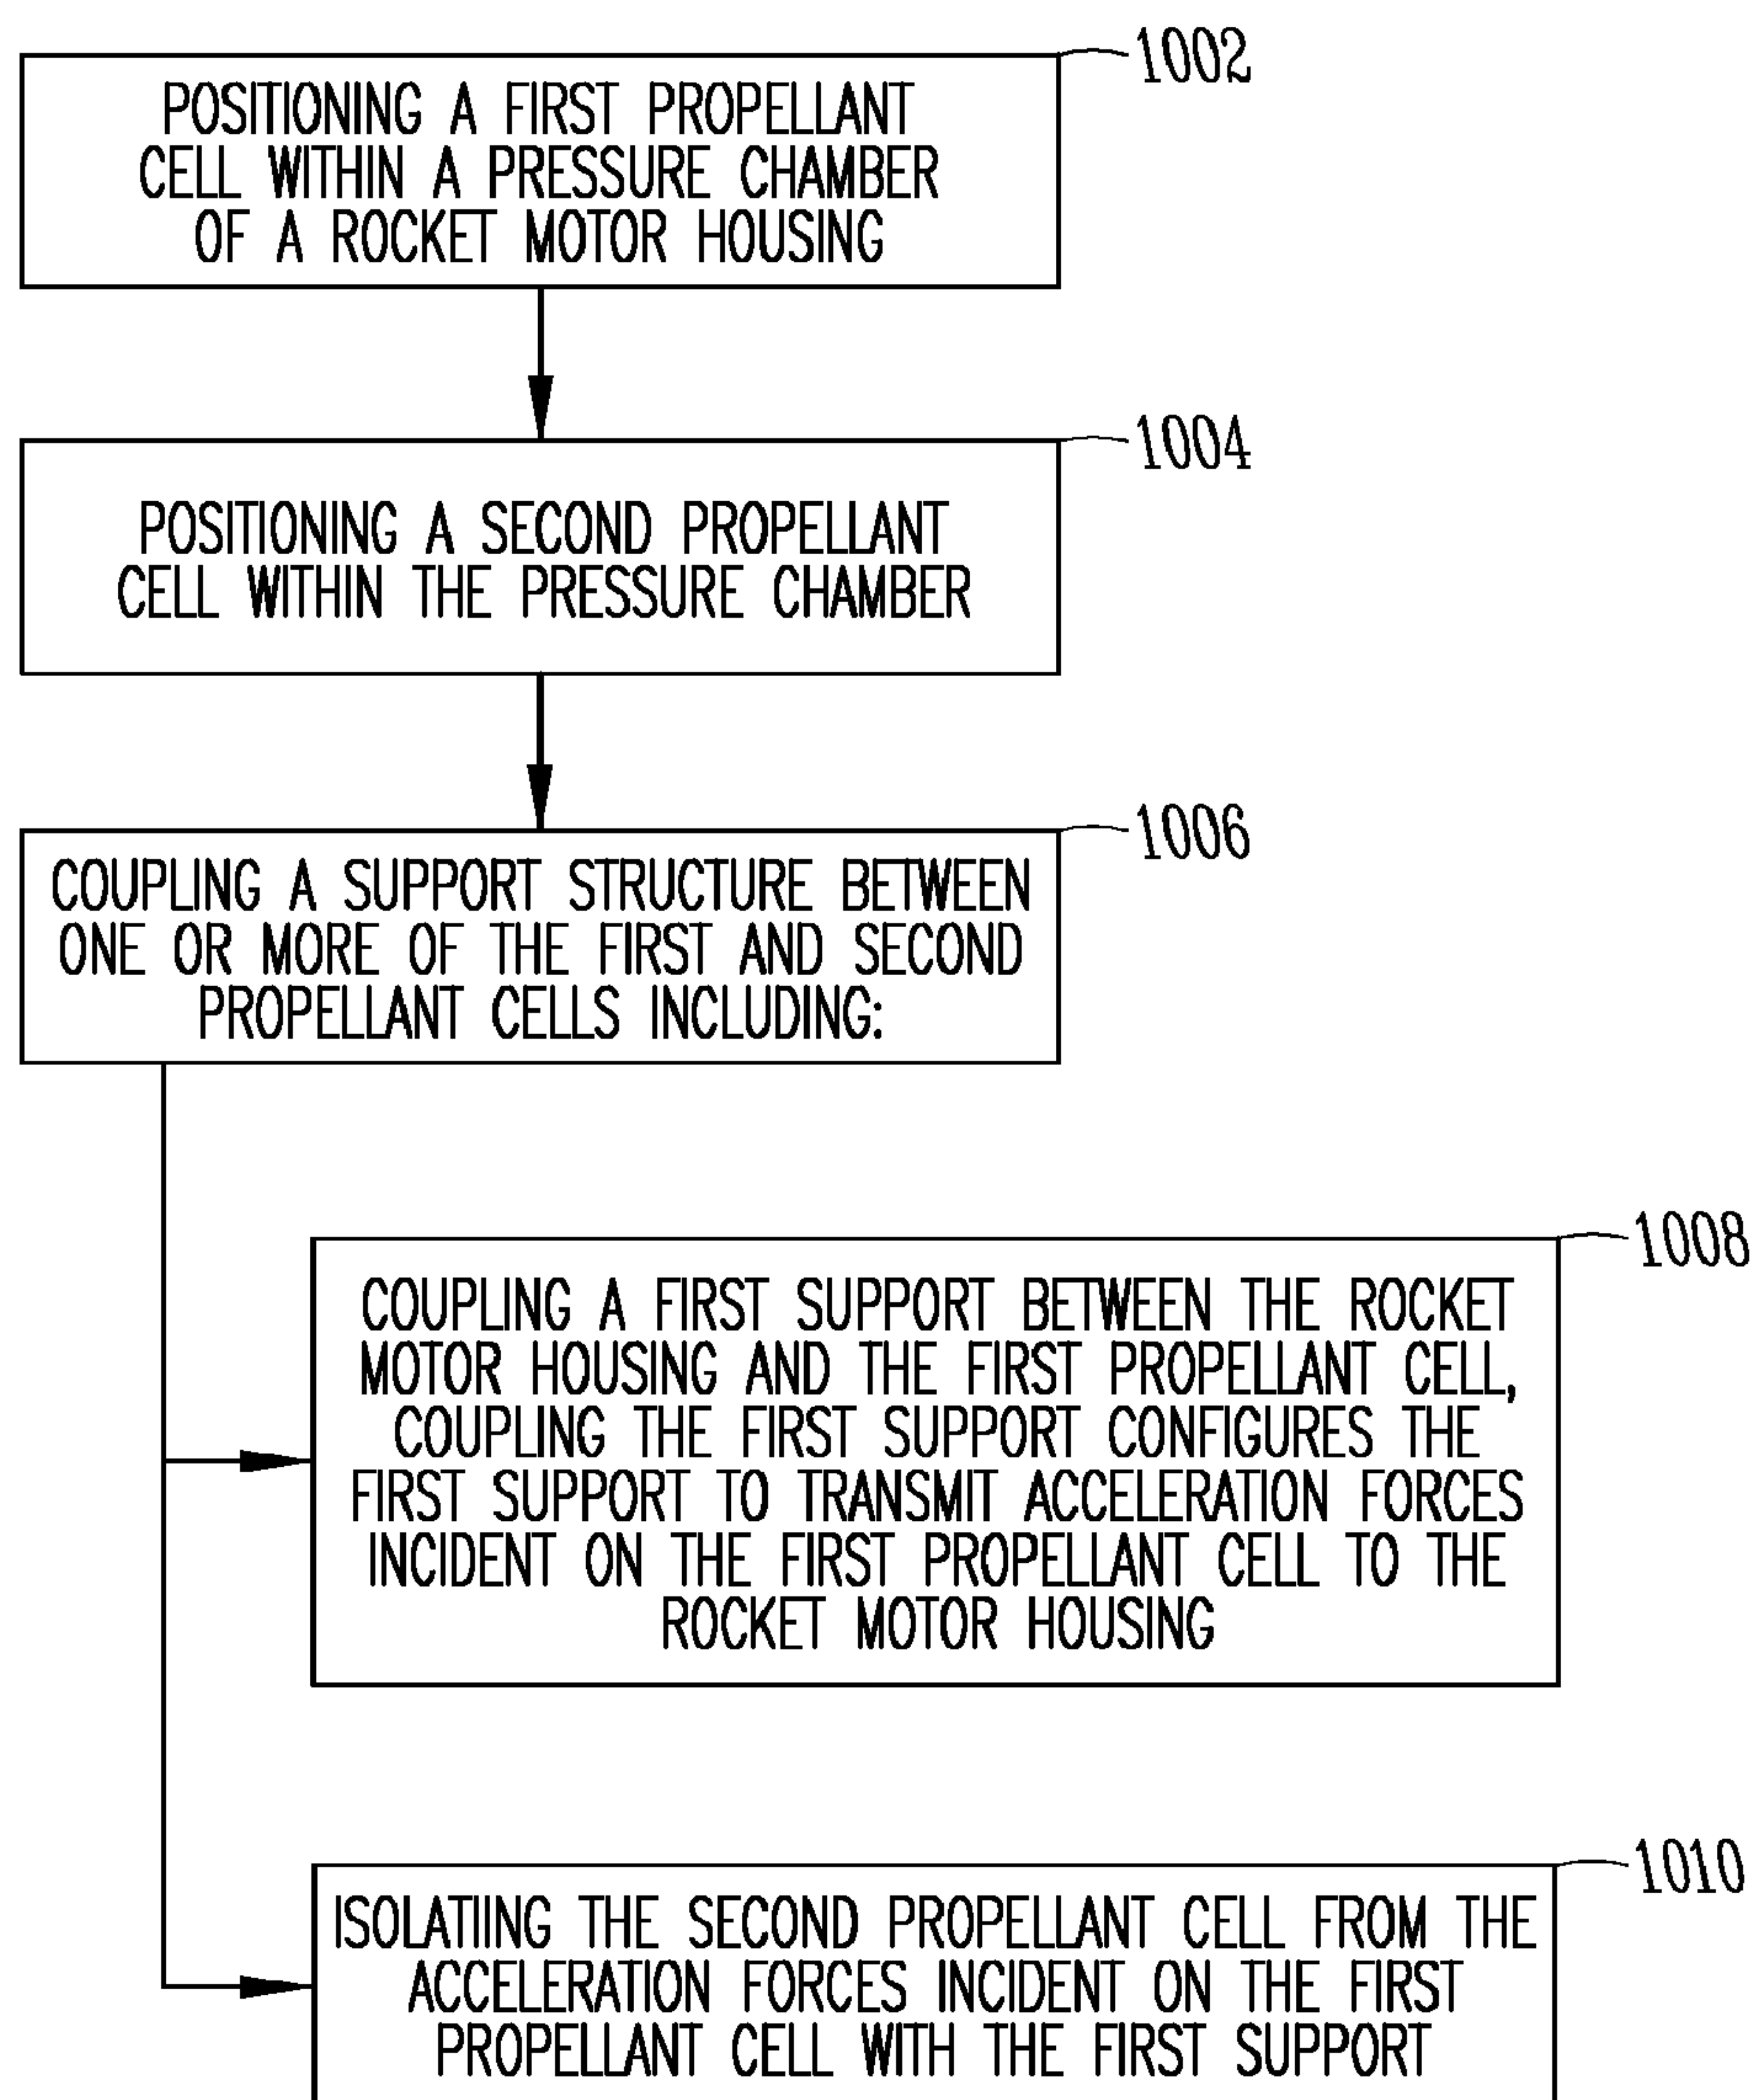 1002
POSITIONING A FIRST PROPELLANT
CELL WITHIN A PRESSURE CHAMBER
OF A ROCKET MOTOR HOUSING
1004
POSITIONING A SECOND PROPELLANT
CELL WITHIN THE PRESSURE CHAMBER
1006
COUPLING A SUPPORT STRUCTURE BETWEEN
ONE OR MORE OF THE FIRST AND SECOND
PROPELLANT CELLS INCLUDING:
1008
COUPLING A FIRST SUPPORT BETWEEN THE ROCKET
MOTOR HOUSING AND THE FIRST PROPELLANT CELL,
COUPLING THE FIRST SUPPORT CONFIGURES THE
FIRST SUPPORT TO TRANSMIT ACCELERATION FORCES
INCIDENT ON THE FIRST PROPELLANT CELL TO THE
ROCKET MOTOR HOUSING
1010
ISOLATIING THE SECOND PROPELLANT CELL FROM THE
ACCELERATION FORCES INCIDENT ON THE FIRST
PROPELLANT CELL WITH THE FIRST SUPPORT